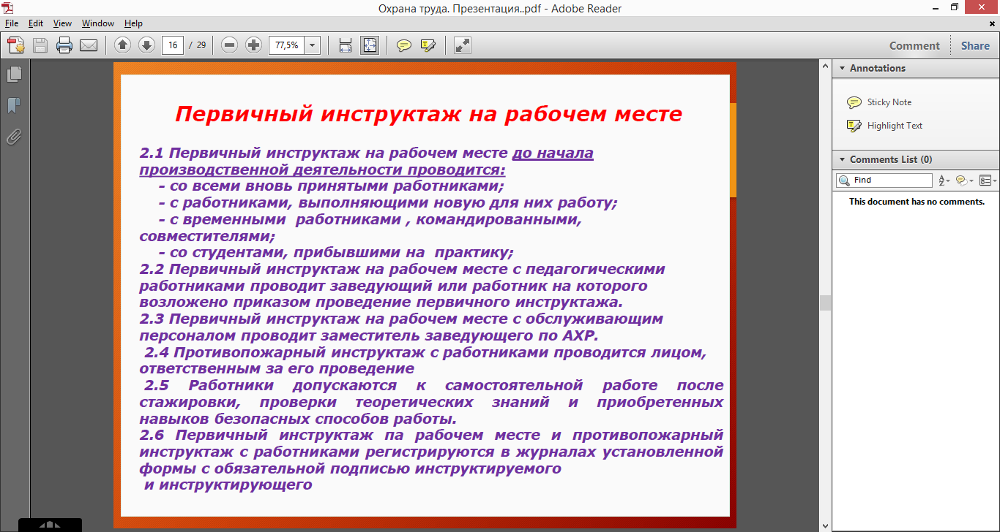 Охрана труда. Презентация..pdf - Adobe Reader
File Edit View Window Help
16 / 29 77,5% Comment Share
Первичный инструктаж на рабочем месте
2.1 Первичный инструктаж на рабочем месте до начала
производственной деятельности проводится:
- со всеми вновь принятыми работниками;
- с работниками, выполняющими новую для них работу;
- с временными работниками , командированными,
совместителями;
- со студентами, прибывшими на практику;
2.2 Первичный инструктаж на рабочем месте с педагогическими
работниками проводит заведующий или работник на которого
возложено приказом проведение первичного инструктажа.
2.3 Первичный инструктаж на рабочем месте с обслуживающим
персоналом проводит заместитель заведующего по АХР.
2.4 Противопожарный инструктаж с работниками проводится лицом,
ответственным за его проведение
2.5 Работники допускаются к самостоятельной работе после
стажировки, проверки теоретических знаний и приобретенных
навыков безопасных способов работы.
2.6 Первичный инструктаж па рабочем месте и противопожарный
инструктаж с работниками регистрируются в журналах установленной
формы с обязательной подписью инструктируемого
и инструктирующего
Annotations
Sticky Note
Highlight Text
Comments List (0)
Find
This document has no comments.